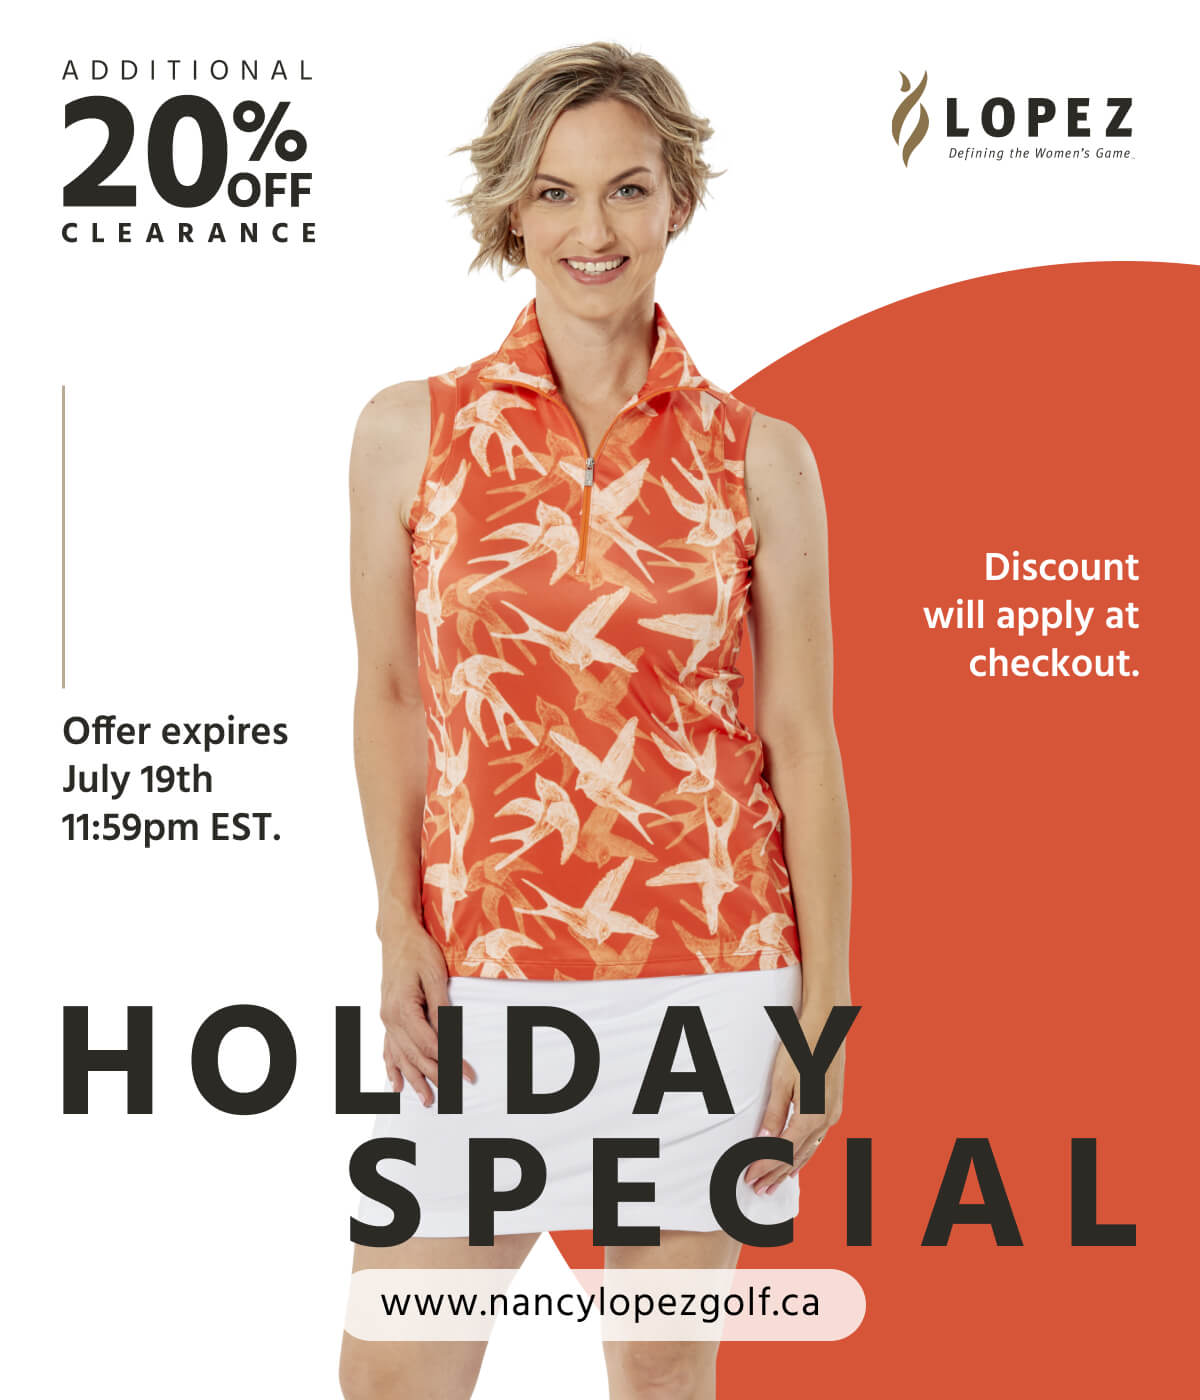 ADDITIONAL
20% OFF
CLEARANCE
LOPEZ
Defining the Women's Game™
Discount
will apply at
checkout.
Offer expires
July 19th
11:59pm EST.
HOLIDAY
SPECIAL
www.nancylopezgolf.ca